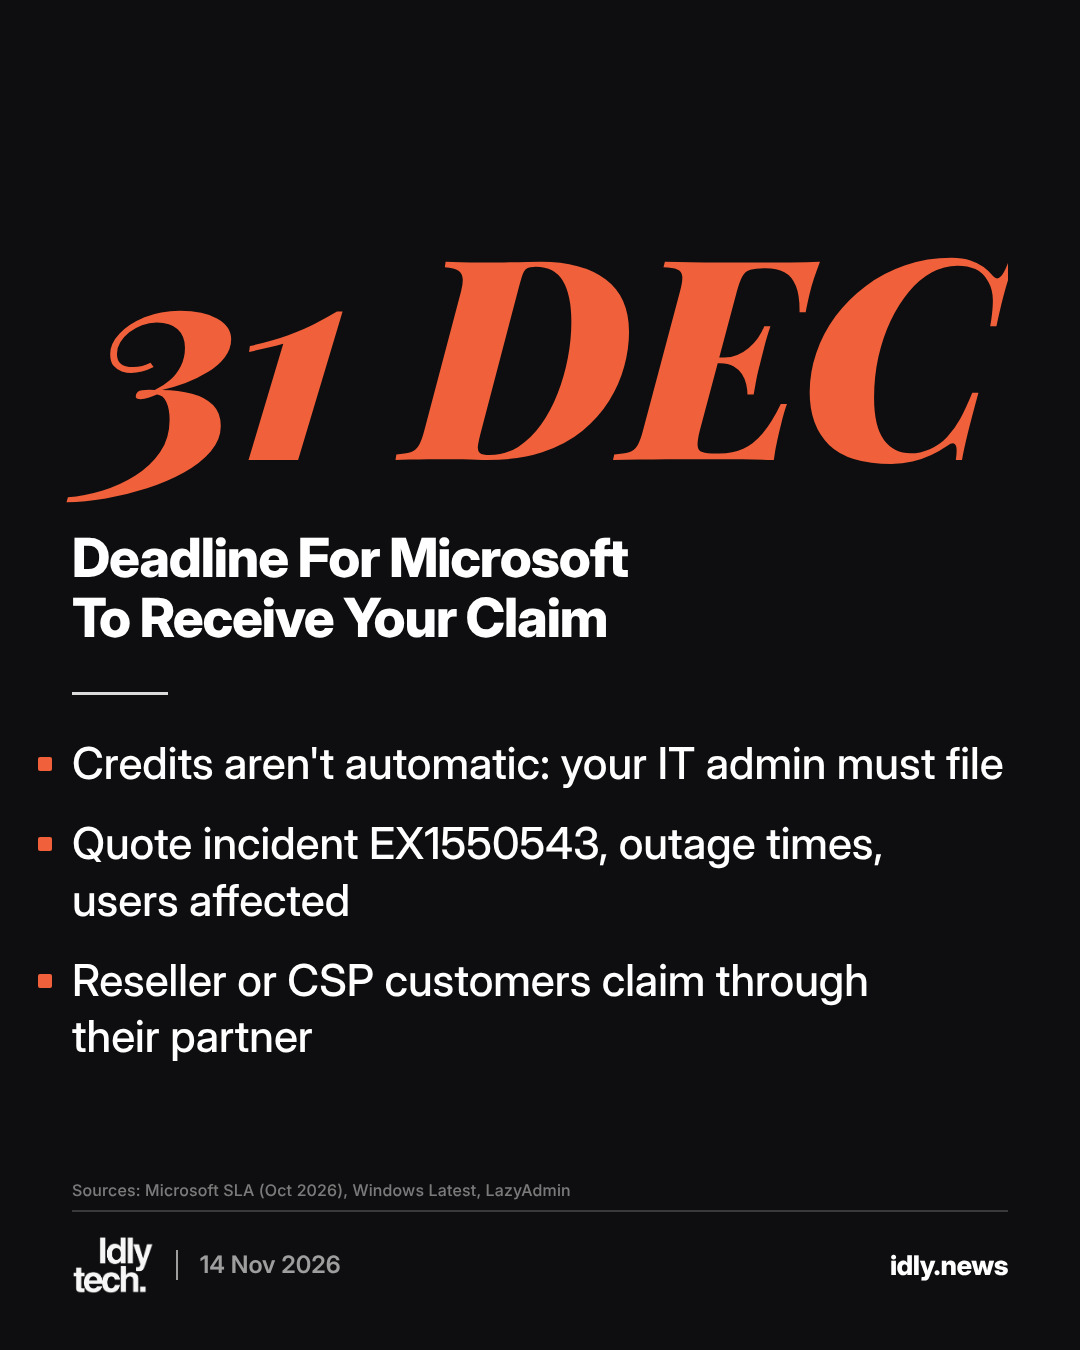 31 DEC
Deadline For Microsoft
To Receive Your Claim
Credits aren't automatic: your IT admin must file
Quote incident EX1550543, outage times,
users affected
Reseller or CSP customers claim through
their partner
Sources: Microsoft SLA (Oct 2026), Windows Latest, LazyAdmin
Idly
tech.
14 Nov 2026
idly.news